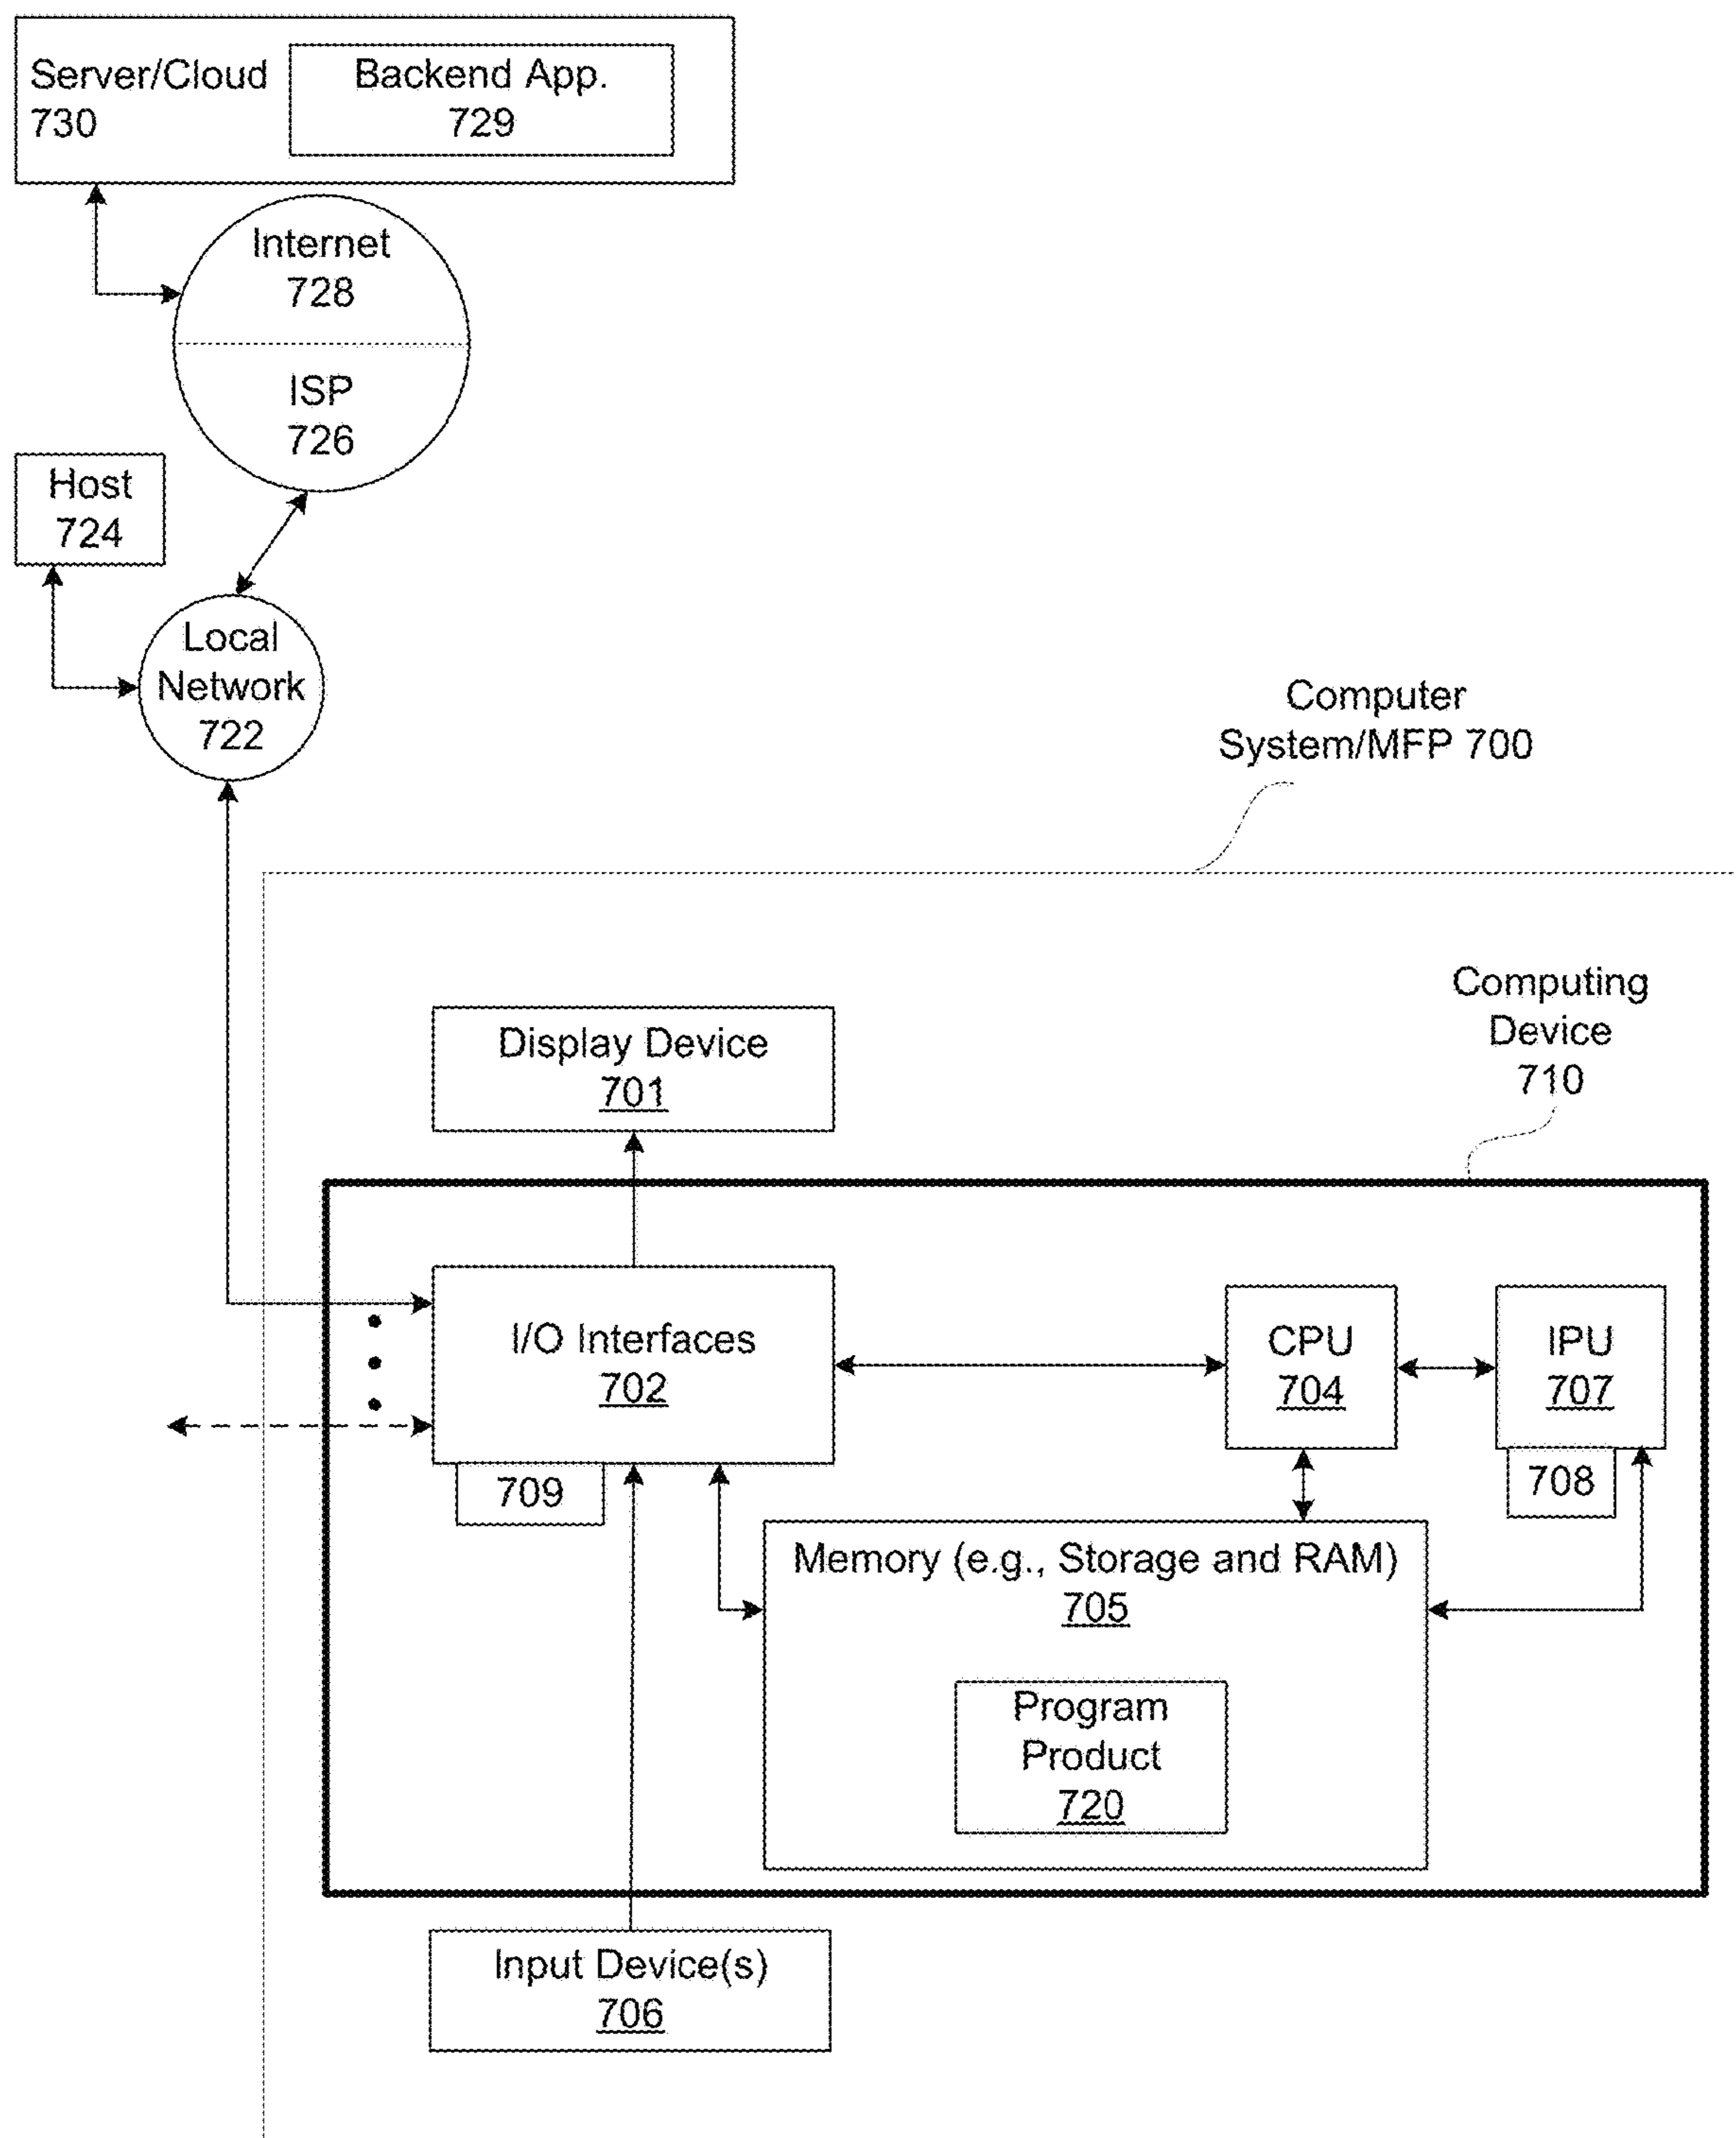 Server/Cloud
730
Backend App.
729
Internet
728
ISP
726
Host
724
Local
Network
722
Computer
System/MFP 700
Computing
Device
710
Display Device
701
I/O Interfaces
702
CPU
704
IPU
707
709
708
Memory (e.g., Storage and RAM)
705
Program
Product
720
Input Device(s)
706